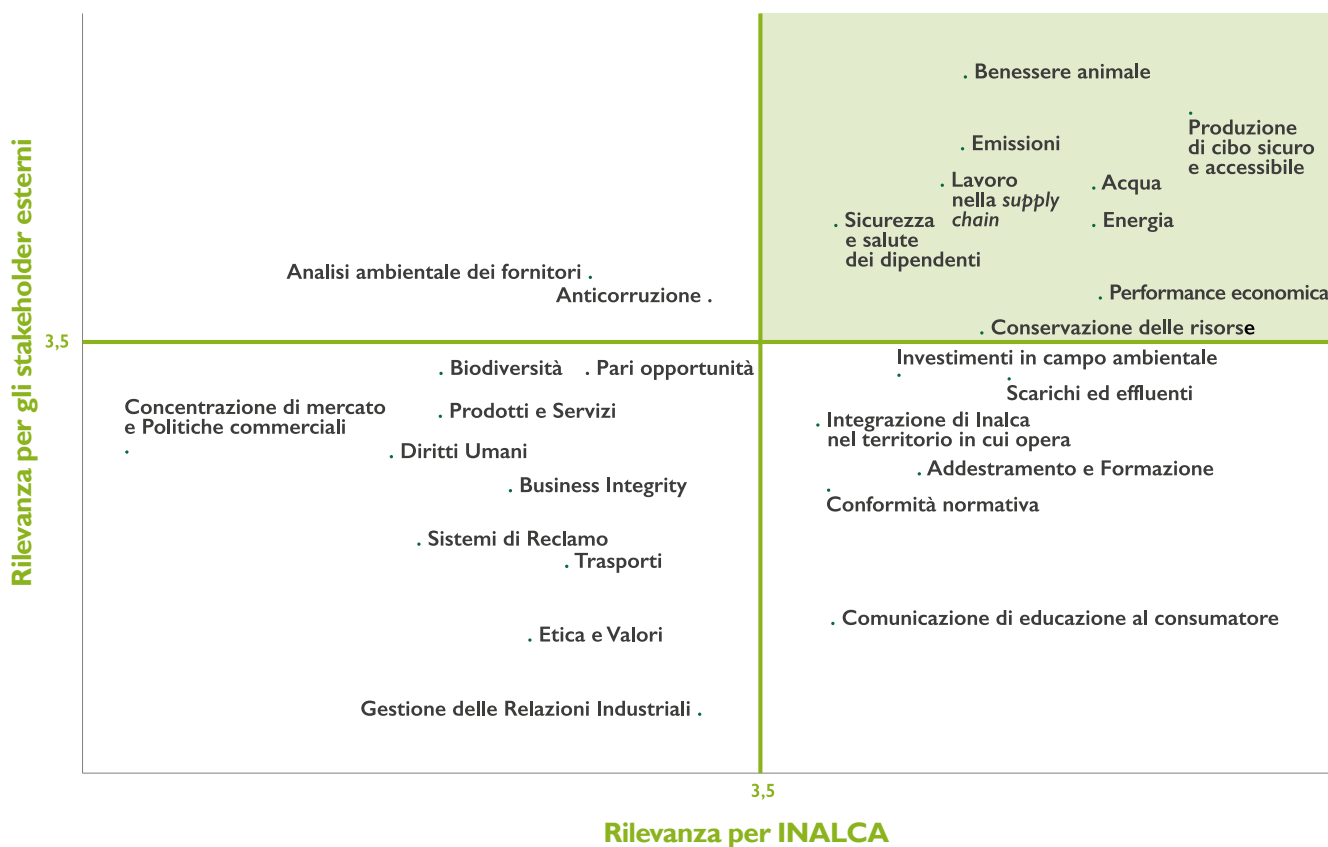 Rilevanza per gli stakeholder esterni
Benessere animale
Produzione
di cibo sicuro
e accessibile
Emissioni
Lavoro
nella supply
chain
Acqua
Sicurezza
e salute
dei dipendenti
Energia
Analisi ambientale dei fornitori
Anticorruzione
Performance economica
Conservazione delle risorse
3,5
Investimenti in campo ambientale
Biodiversità
Pari opportunità
Scarichi ed effluenti
Concentrazione di mercato
e Politiche commerciali
Prodotti e Servizi
Integrazione di Inalca
nel territorio in cui opera
Diritti Umani
Addestramento e Formazione
Business Integrity
Conformità normativa
Sistemi di Reclamo
Trasporti
Comunicazione di educazione al consumatore
Etica e Valori
Gestione delle Relazioni Industriali
3,5
Rilevanza per INALCA